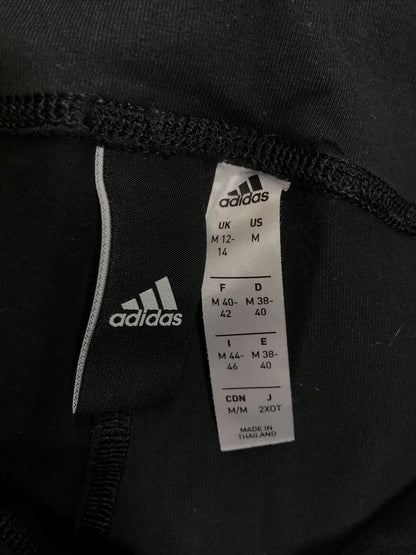 adidas
adidas
UK US
M 12-14 M
F D
M 40-42 M 38-40
I E
M 44-46 M 38-40
CDN J
M/M 2XOT
MADE IN
THAILAND